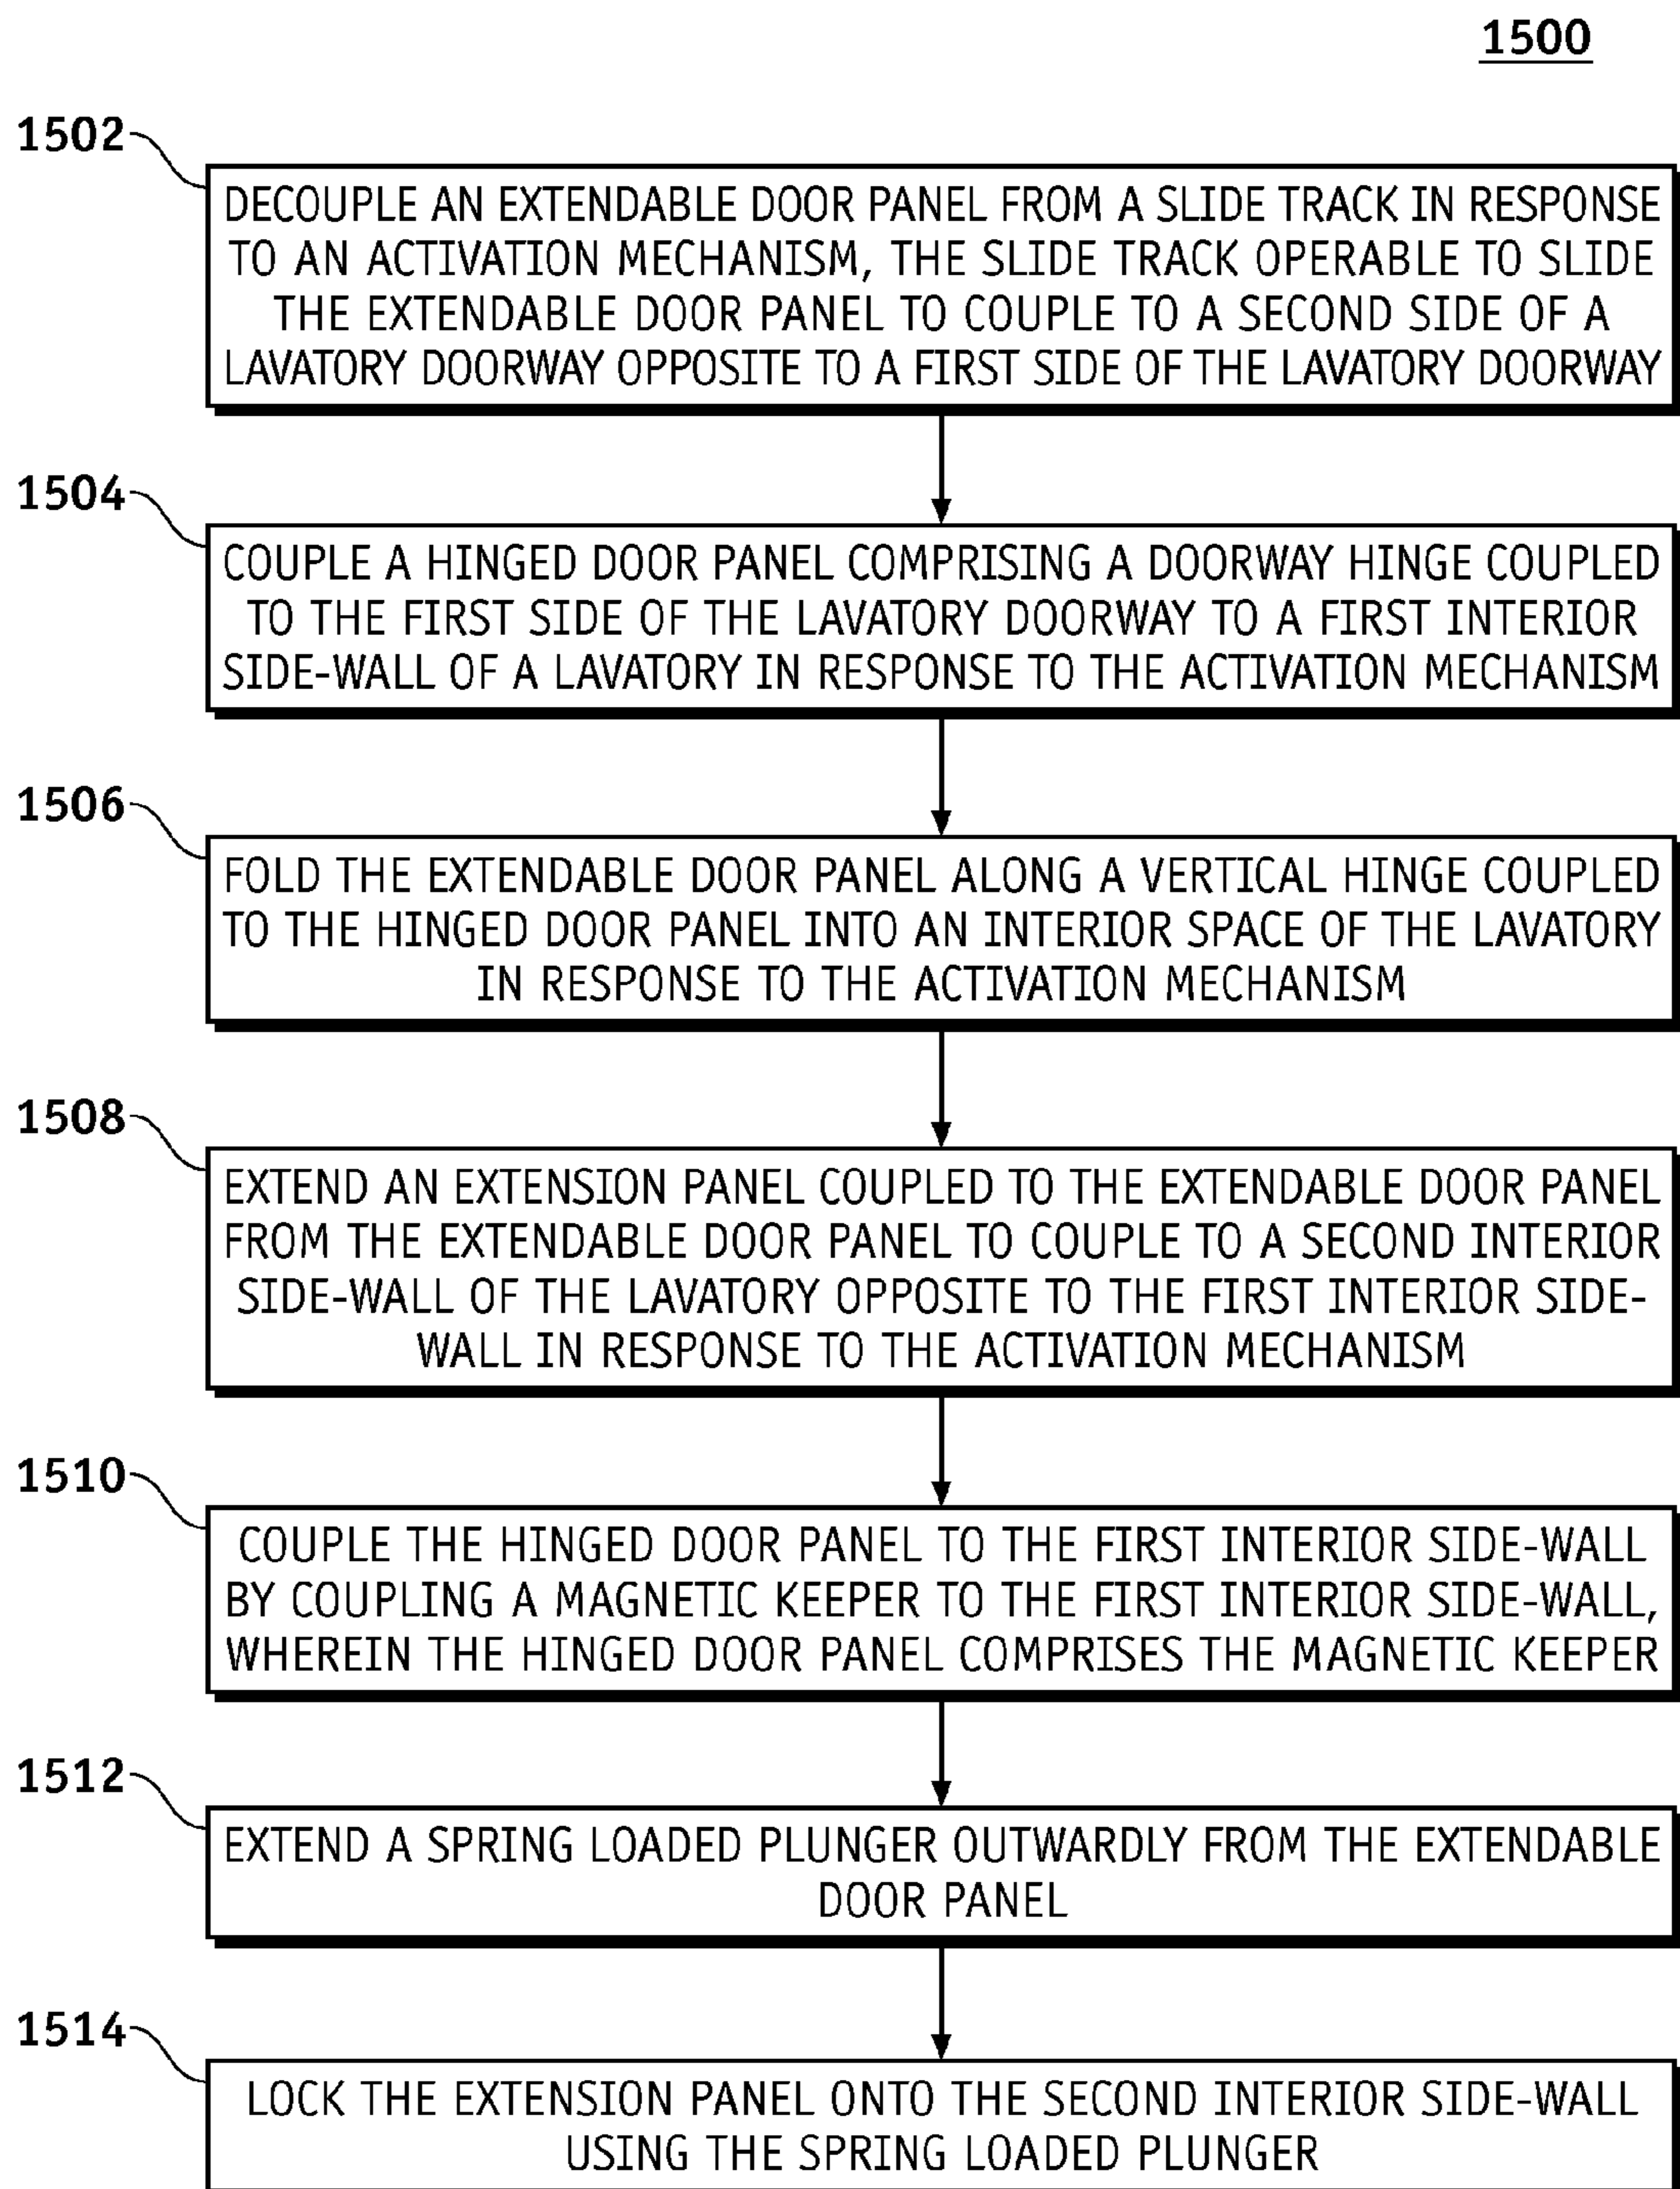 1500
1502
DECOUPLE AN EXTENDABLE DOOR PANEL FROM A SLIDE TRACK IN RESPONSE
TO AN ACTIVATION MECHANISM, THE SLIDE TRACK OPERABLE TO SLIDE
THE EXTENDABLE DOOR PANEL TO COUPLE TO A SECOND SIDE OF A
LAVATORY DOORWAY OPPOSITE TO A FIRST SIDE OF THE LAVATORY DOORWAY
1504
COUPLE A HINGED DOOR PANEL COMPRISING A DOORWAY HINGE COUPLED
TO THE FIRST SIDE OF THE LAVATORY DOORWAY TO A FIRST INTERIOR
SIDE-WALL OF A LAVATORY IN RESPONSE TO THE ACTIVATION MECHANISM
1506
FOLD THE EXTENDABLE DOOR PANEL ALONG A VERTICAL HINGE COUPLED
TO THE HINGED DOOR PANEL INTO AN INTERIOR SPACE OF THE LAVATORY
IN RESPONSE TO THE ACTIVATION MECHANISM
1508
EXTEND AN EXTENSION PANEL COUPLED TO THE EXTENDABLE DOOR PANEL
FROM THE EXTENDABLE DOOR PANEL TO COUPLE TO A SECOND INTERIOR
SIDE-WALL OF THE LAVATORY OPPOSITE TO THE FIRST INTERIOR SIDE-
WALL IN RESPONSE TO THE ACTIVATION MECHANISM
1510
COUPLE THE HINGED DOOR PANEL TO THE FIRST INTERIOR SIDE-WALL
BY COUPLING A MAGNETIC KEEPER TO THE FIRST INTERIOR SIDE-WALL,
WHEREIN THE HINGED DOOR PANEL COMPRISES THE MAGNETIC KEEPER
1512
EXTEND A SPRING LOADED PLUNGER OUTWARDLY FROM THE EXTENDABLE
DOOR PANEL
1514
LOCK THE EXTENSION PANEL ONTO THE SECOND INTERIOR SIDE-WALL
USING THE SPRING LOADED PLUNGER